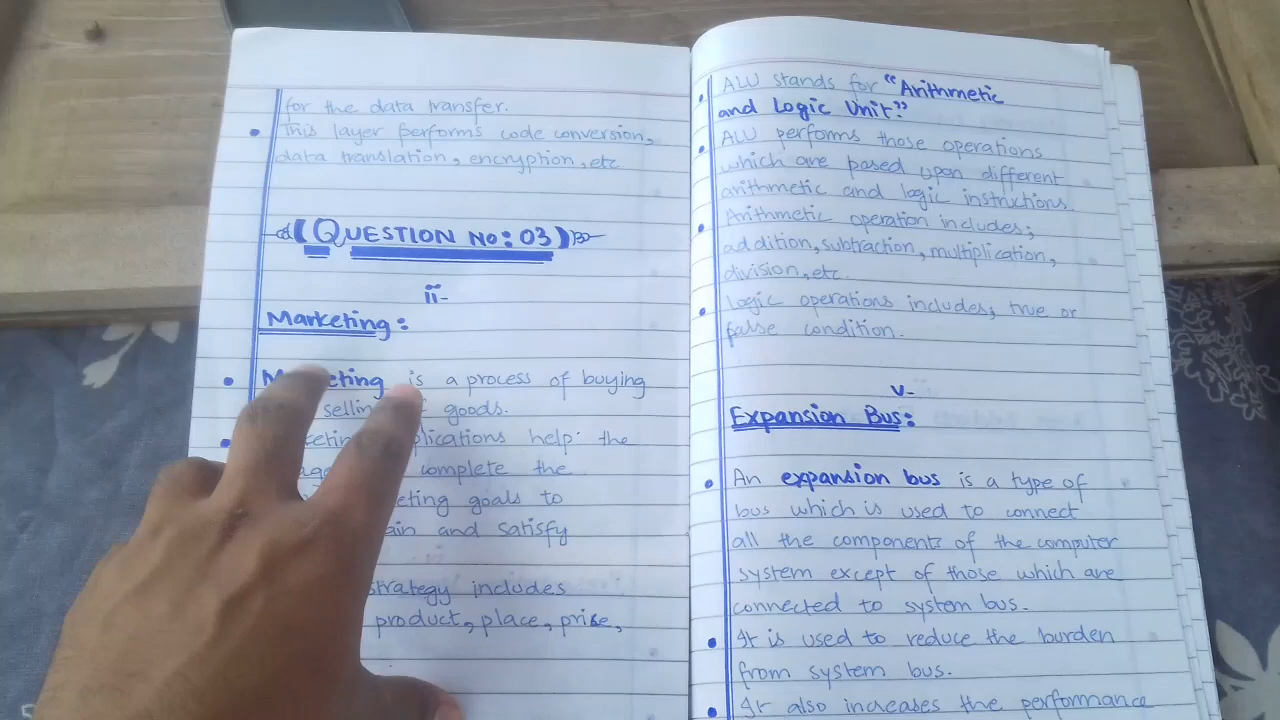 for the data transfer.
• This layer performs code conversion,
data translation, encryption, etc
(QUESTION NO: 03)
ii-
Marketing:
• Marketing is a process of buying
selling of goods.
• applications help the
complete the
goals to
and satisfy
strategy includes
product, place, price,
• ALU stands for "Arithmetic
and Logic Unit."
• ALU performs those operations
which are based upon different
arithmetic and logic instructions
• Arithmetic operation includes;
addition, subtraction, multiplication,
division, etc.
• Logic operations includes; true or
false condition.
v-
Expansion Bus:
• An expansion bus is a type of
bus which is used to connect
all the components of the computer
system except of those which are
connected to system bus.
• It is used to reduce the burden
from system bus.
• It also increases the performance